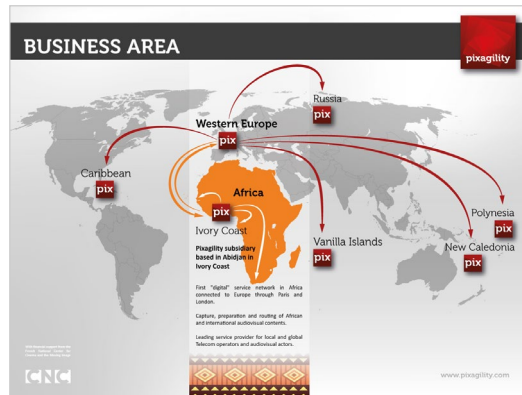 BUSINESS AREA
pixagility
Russia
pix
Western Europe
pix
Caribbean
pix
Africa
pix
Polynesia
pix
Ivory Coast
Vanilla Islands
pix
New Caledonia
pix
Pixagility subsidiary
based in Abidjan in
Ivory Coast
First "digital" service network in Africa
connected to Europe through Paris and
London.
Capture, preparation and routing of African
and international audiovisual contents.
Leading service provider for local and global
Telecom operators and audiovisual actors.
CNC
www.pixagility.com